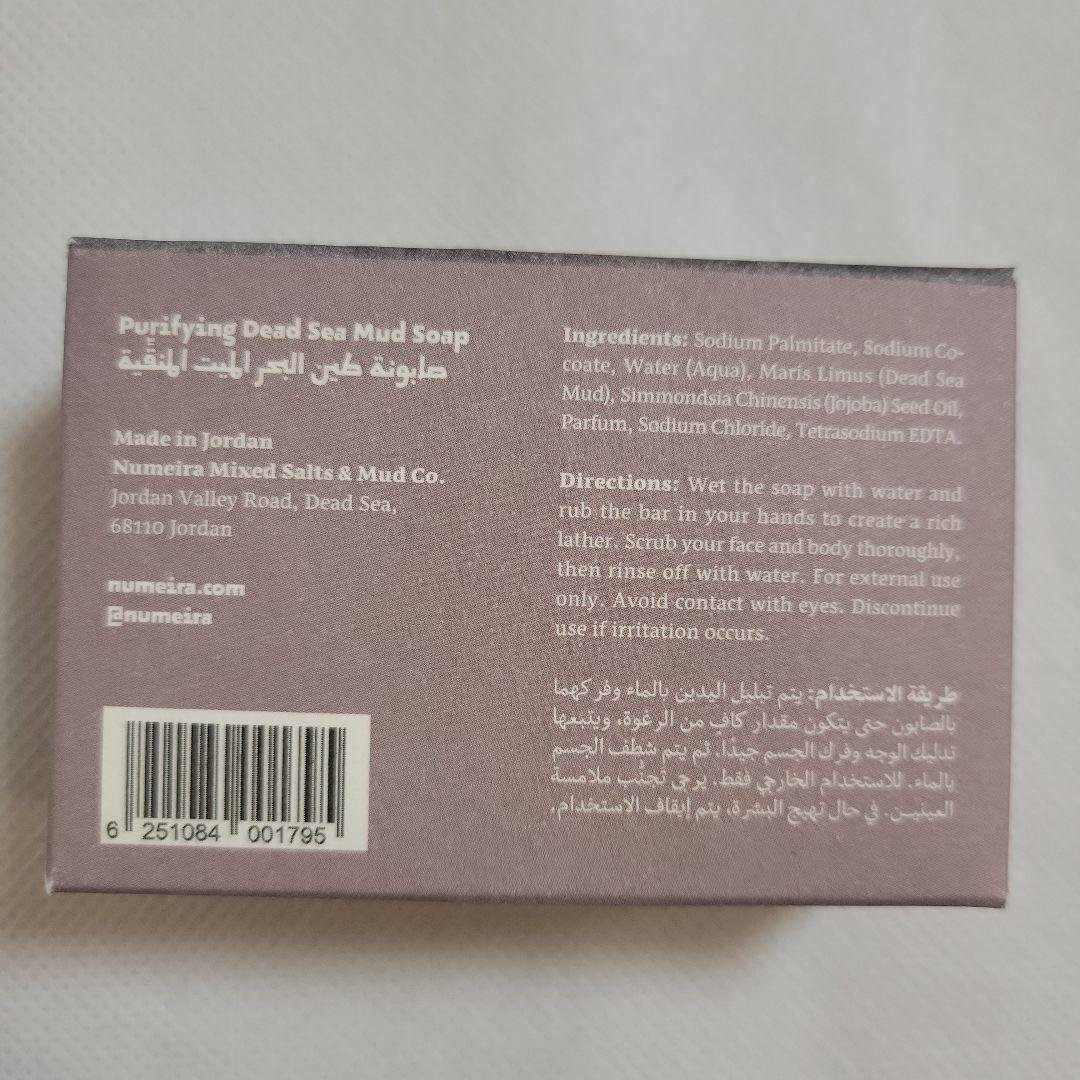 Purifying Dead Sea Mud Soap
صابونة طين البحر الميت المنقّية
Made in Jordan
Numeira Mixed Salts & Mud Co.
Jordan Valley Road, Dead Sea,
68110 Jordan
numeira.com
@numeira
6 251084 001795
Ingredients: Sodium Palmitate, Sodium Co-
coate, Water (Aqua), Maris Limus (Dead Sea
Mud), Simmondsia Chinensis (Jojoba) Seed Oil,
Parfum, Sodium Chloride, Tetrasodium EDTA.
Directions: Wet the soap with water and
rub the bar in your hands to create a rich
lather. Scrub your face and body thoroughly,
then rinse off with water. For external use
only. Avoid contact with eyes. Discontinue
use if irritation occurs.
طريقة الاستخدام: يتم تبليل اليدين بالماء وفركهما
بالصابون حتى يتكون مقدار كافٍ من الرغوة، ويتبعها
تدليك الوجه وفرك الجسم جيدًا. ثم يتم شطف الجسم
بالماء. للاستخدام الخارجي فقط. يرجى تجنُّب ملامسة
العينين. في حال تهيج البشرة، يتم إيقاف الاستخدام.